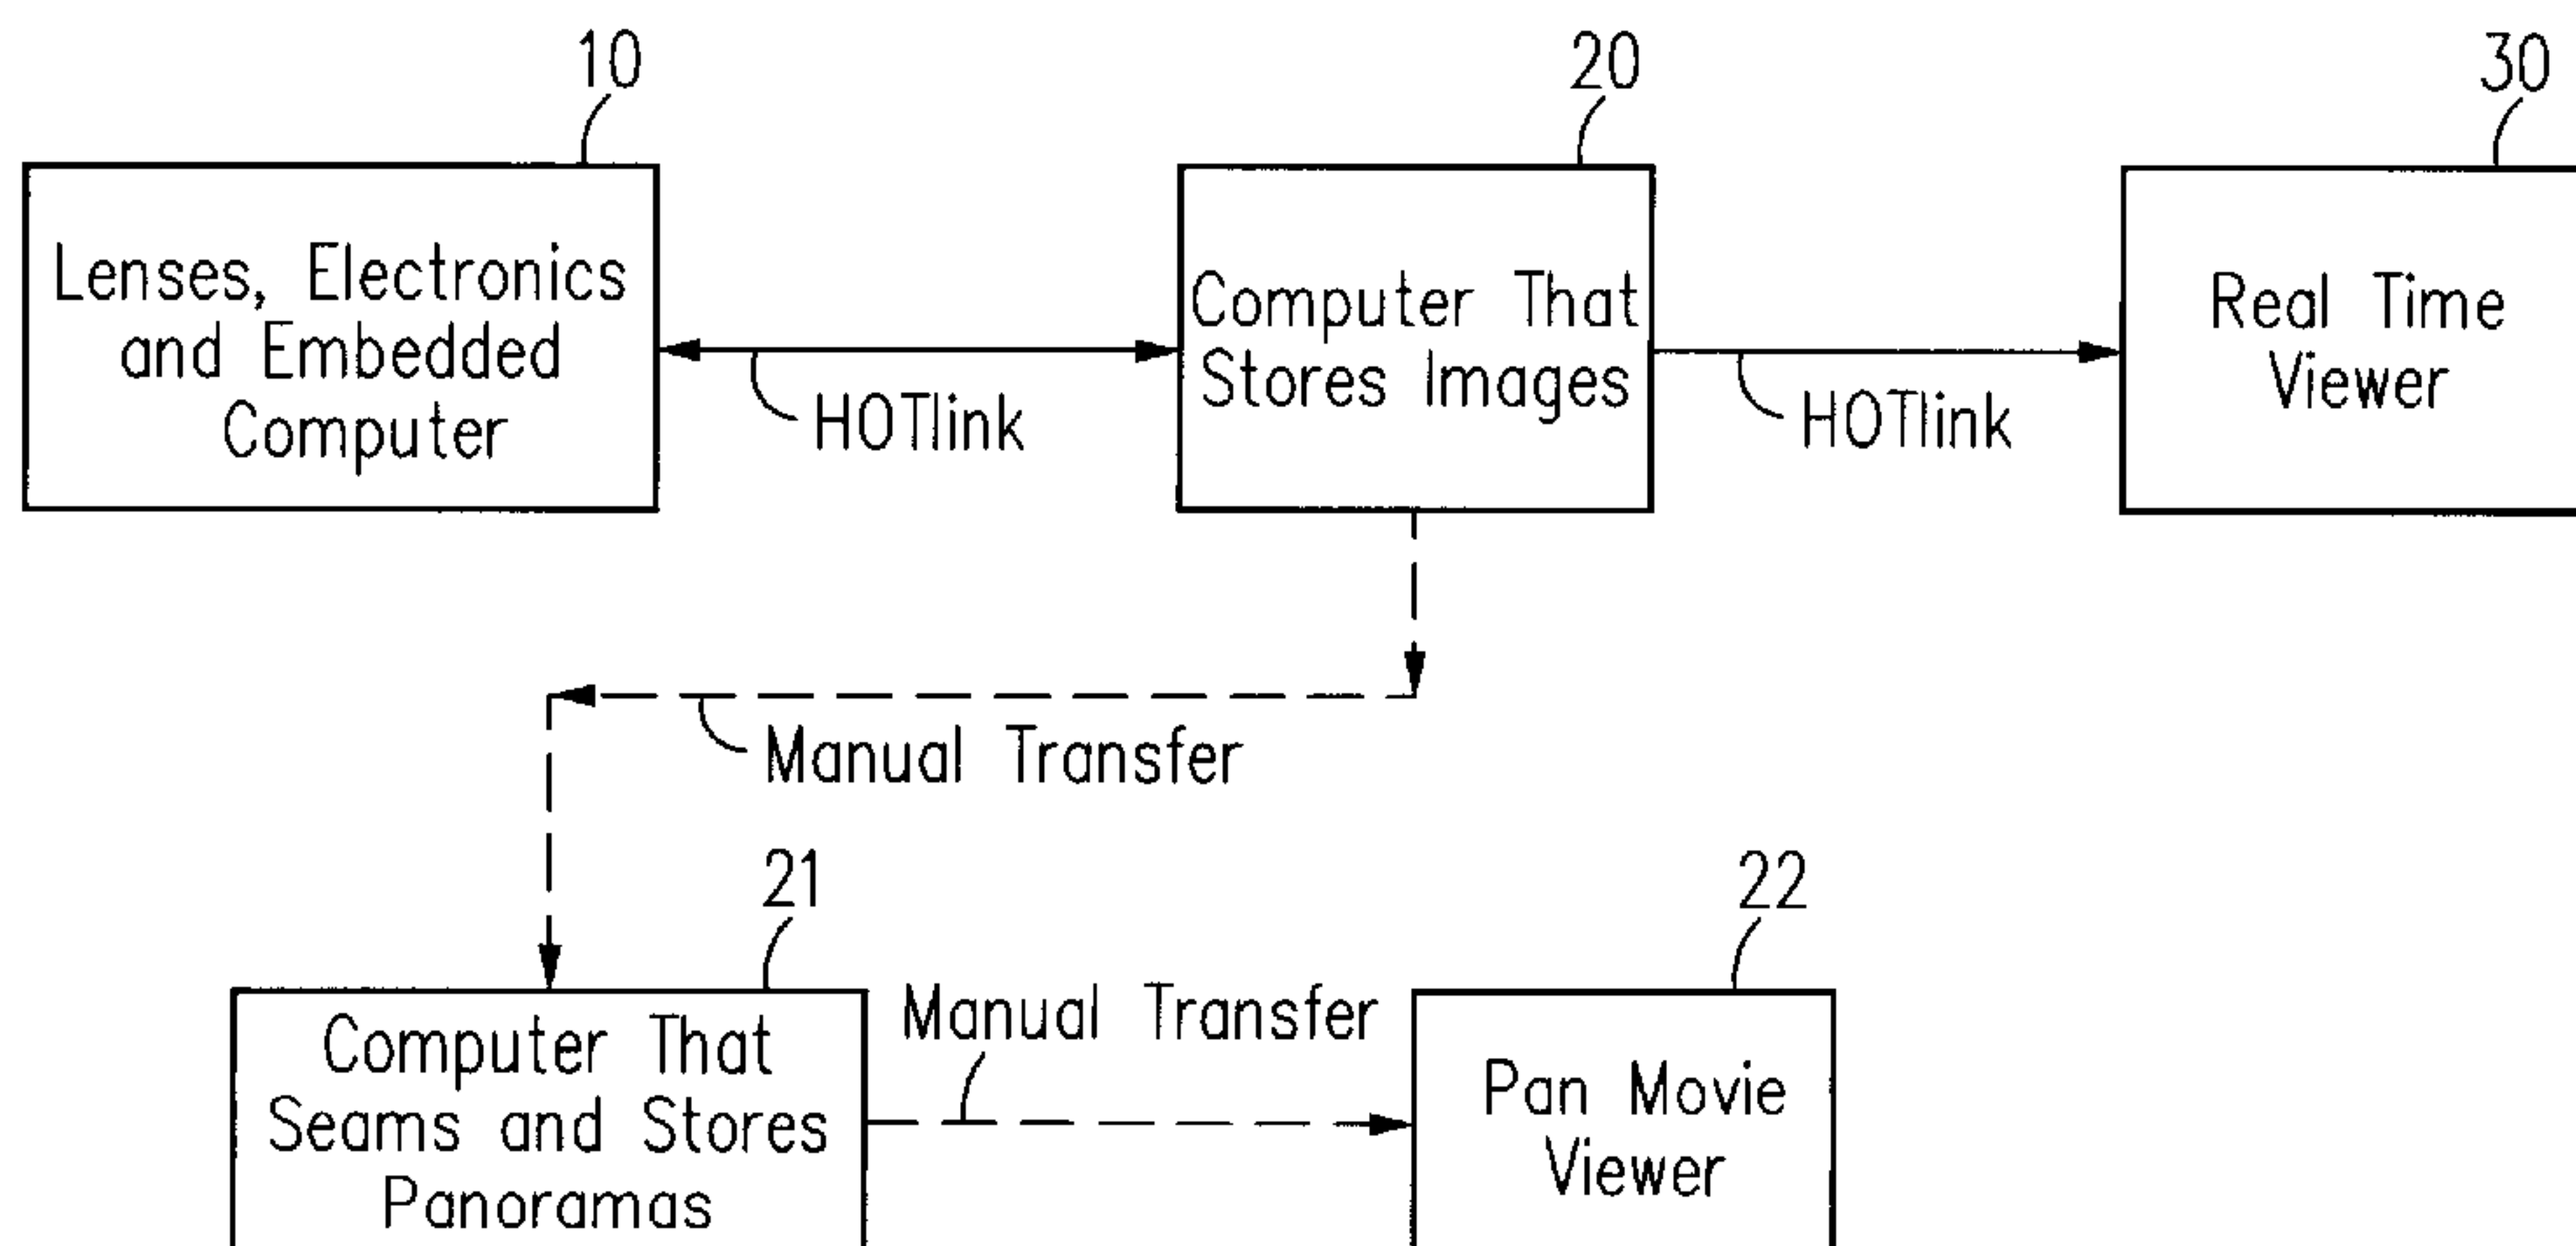 10
20
30
Lenses, Electronics
and Embedded
Computer
HOTlink
Computer That
Stores Images
HOTlink
Real Time
Viewer
Manual Transfer
21
22
Computer That
Seams and Stores
Panoramas
Manual Transfer
Pan Movie
Viewer